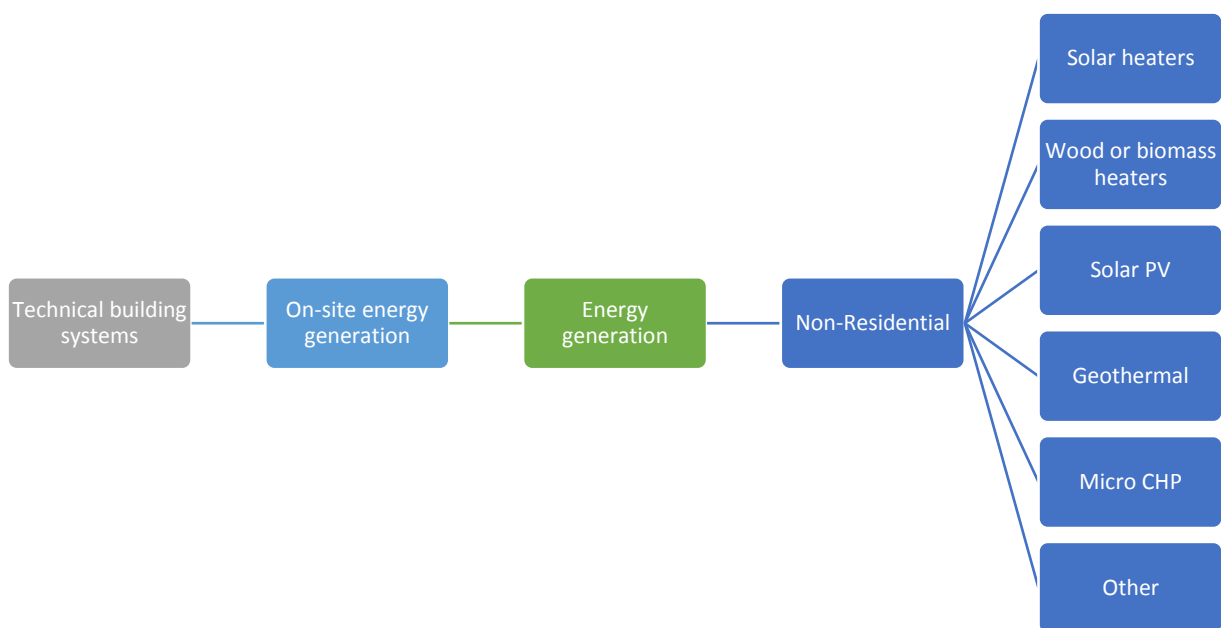 Technical building
systems
On-site energy
generation
Energy
generation
Non-Residential
Solar heaters
Wood or biomass
heaters
Solar PV
Geothermal
Micro CHP
Other